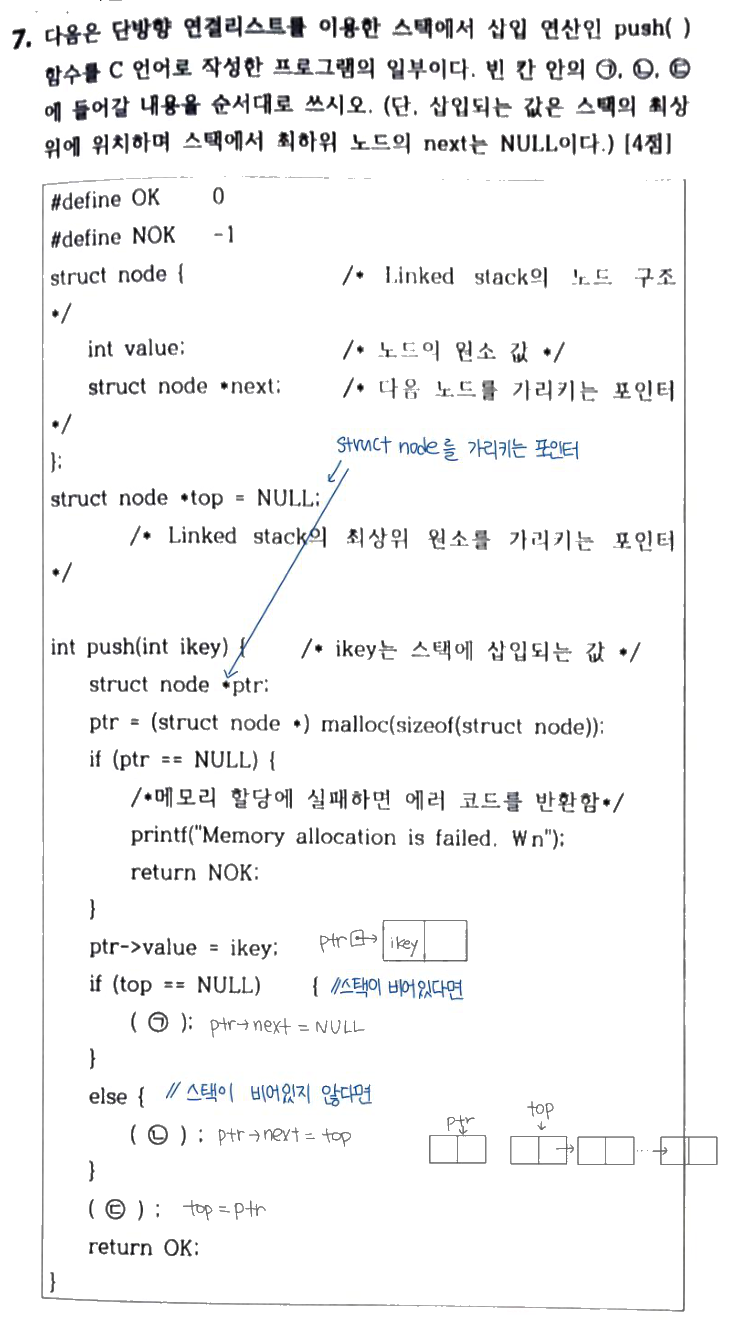 7. 다음은 단방향 연결리스트를 이용한 스택에서 삽입 연산인 push( )
함수를 C 언어로 작성한 프로그램의 일부이다. 빈 칸 안의 ㉠, ㉡, ㉢
에 들어갈 내용을 순서대로 쓰시오. (단, 삽입되는 값은 스택의 최상
위에 위치하며 스택에서 최하위 노드의 next는 NULL이다.) [4점]
#define OK 0
#define NOK -1
struct node { /* Linked stack의 노드 구조
*/
int value; /* 노드의 원소 값 */
struct node *next; /* 다음 노드를 가리키는 포인터
*/
};
struct node를 가리키는 포인터
struct node *top = NULL;
/* Linked stack의 최상위 원소를 가리키는 포인터
*/
int push(int ikey) { /* ikey는 스택에 삽입되는 값 */
struct node *ptr;
ptr = (struct node *) malloc(sizeof(struct node));
if (ptr == NULL) {
/*메모리 할당에 실패하면 에러 코드를 반환함*/
printf("Memory allocation is failed. ₩n");
return NOK;
}
ptr->value = ikey; ptr → ikey
if (top == NULL) { //스택이 비어있다면
( ㉠ ); ptr→next = NULL
}
else { // 스택이 비어있지 않다면
ptr top
( ㉡ ) ; ptr→next = top
}
( ㉢ ) ; top = ptr
return OK;
}